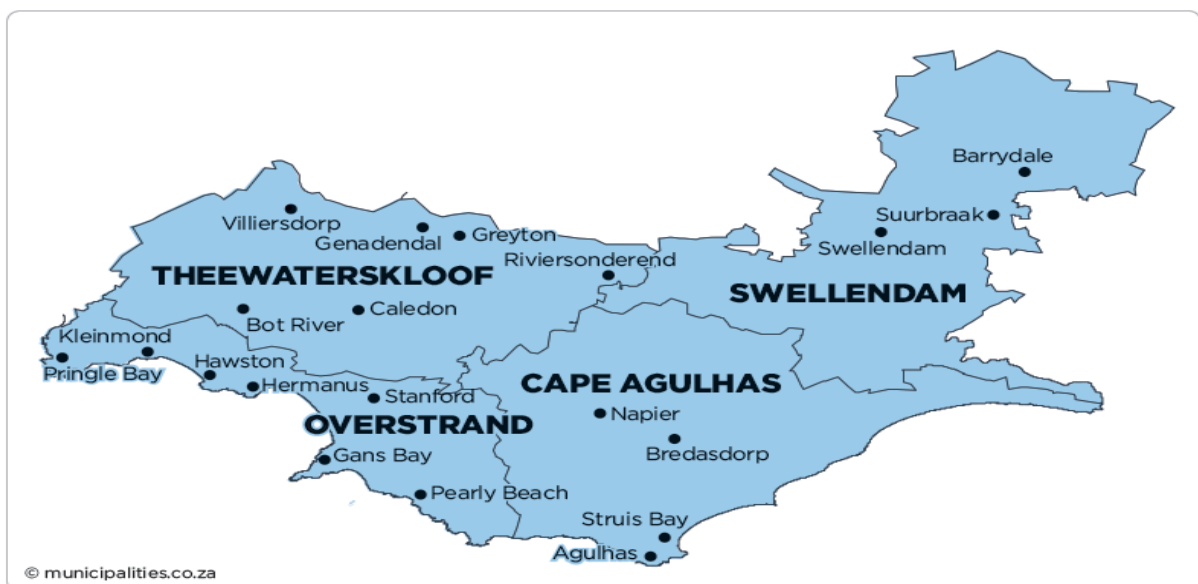 Barrydale
Suurbraak
Swellendam
Villiersdorp
Genadendal
Greyton
Riviersonderend
THEEWATERSKLOOF
SWELLENDAM
Bot River
Caledon
Kleinmond
Pringle Bay
Hawston
Hermanus
Stanford
CAPE AGULHAS
Napier
OVERSTRAND
Bredasdorp
Gans Bay
Pearly Beach
Struis Bay
Agulhas
© municipalities.co.za